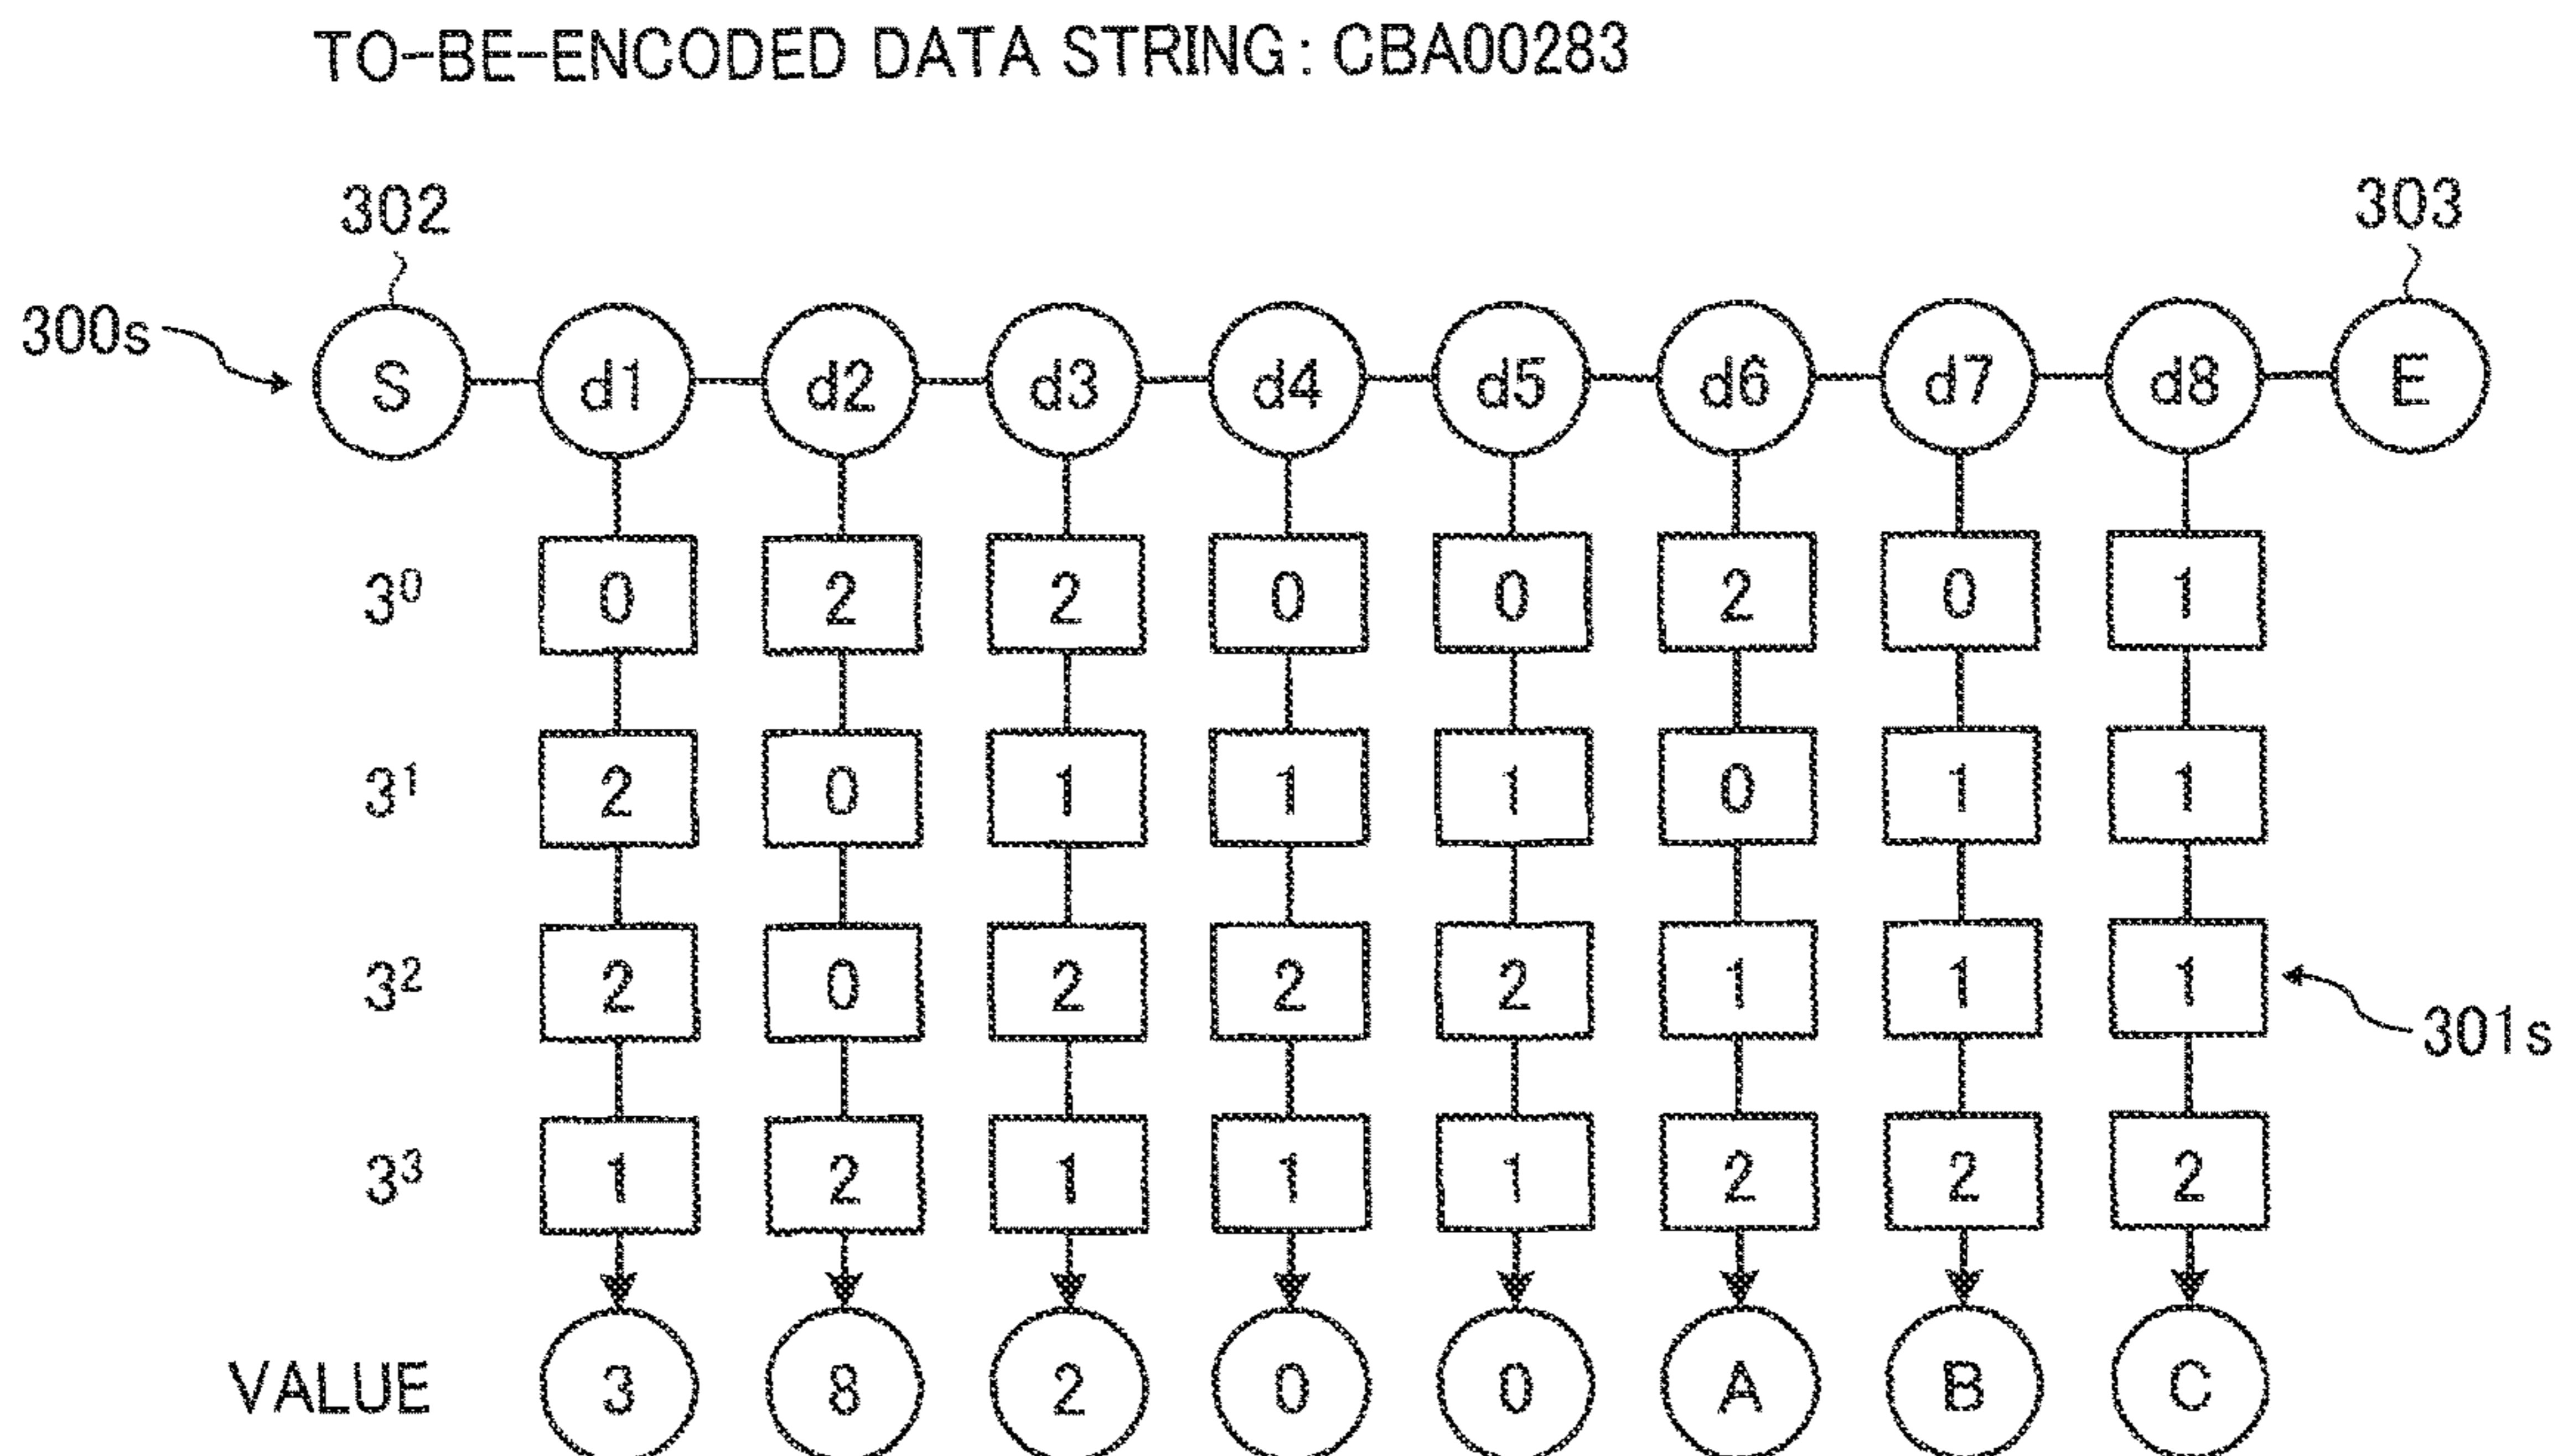 TO-BE-ENCODED DATA STRING: CBA00283
302 303
300s
S d1 d2 d3 d4 d5 d6 d7 d8 E
3⁰ 0 2 2 0 0 2 0 1
3¹ 2 0 1 1 1 0 1 1
3² 2 0 2 2 2 1 1 1
301s
3³ 1 2 1 1 1 2 2 2
VALUE 3 8 2 0 0 A B C